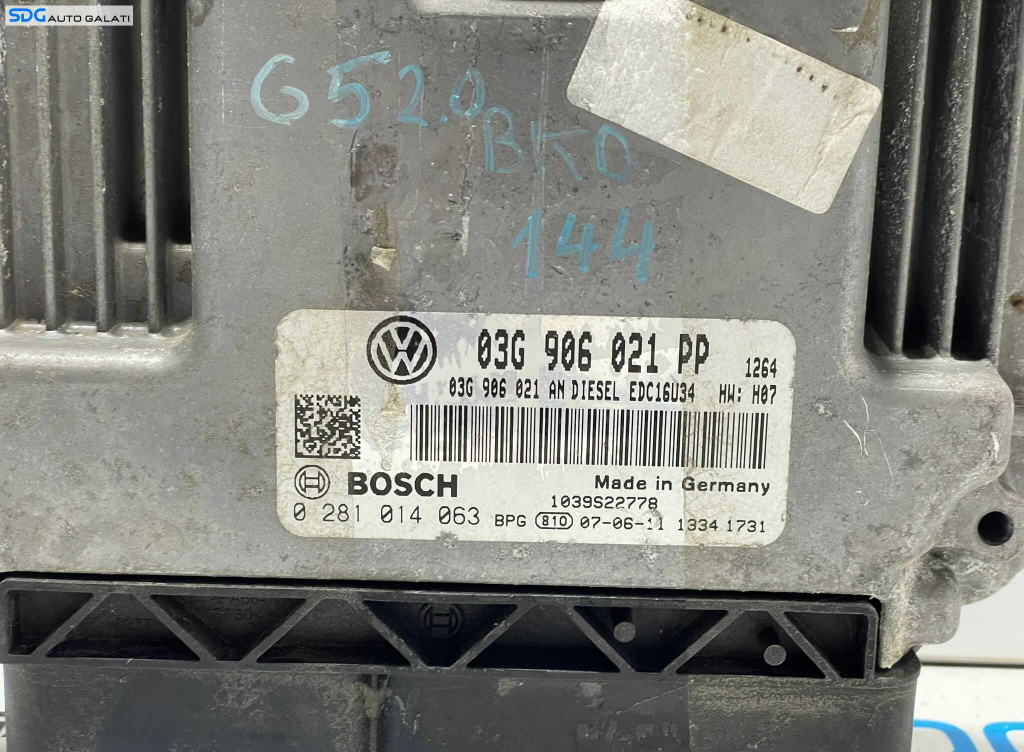 SDG AUTO GALATI
G5 2.0
BKD
144
03G 906 021 PP 1264
03G 906 021 AN DIESEL EDC16U34 HW: H07
BOSCH Made in Germany
1039S22778
0 281 014 063 BPG 810 07-06-11 1334 1731